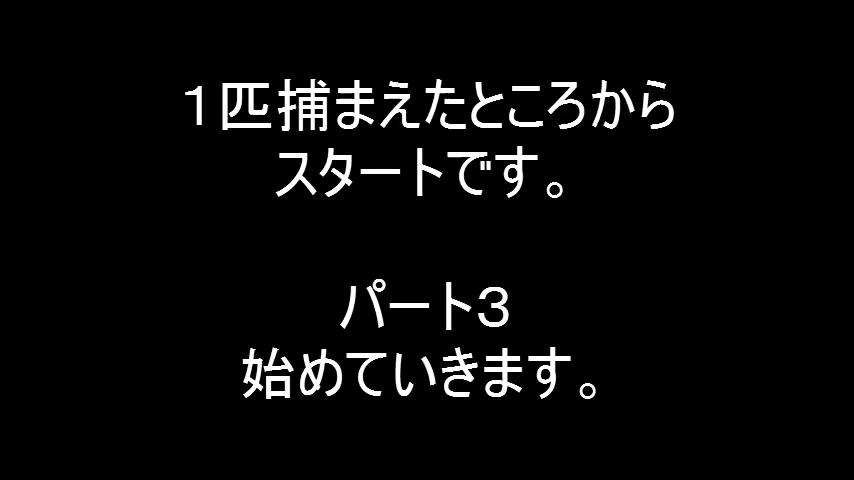 １匹捕まえたところから
スタートです。
パート３
始めていきます。